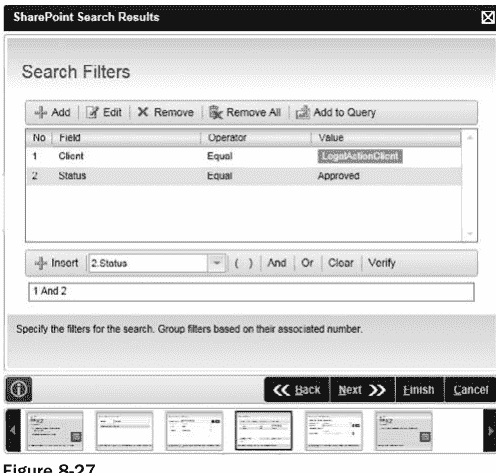 SharePoint Search Results
Search Filters
Add Edit Remove Remove All Add to Query
No Field Operator Value
1 Client Equal LegalActionClient
2 Status Equal Approved
Insert 2.Status ( ) And Or Clear Verify
1 And 2
Specify the filters for the search. Group filters based on their associated number.
Back Next Finish Cancel
Figure 8-27